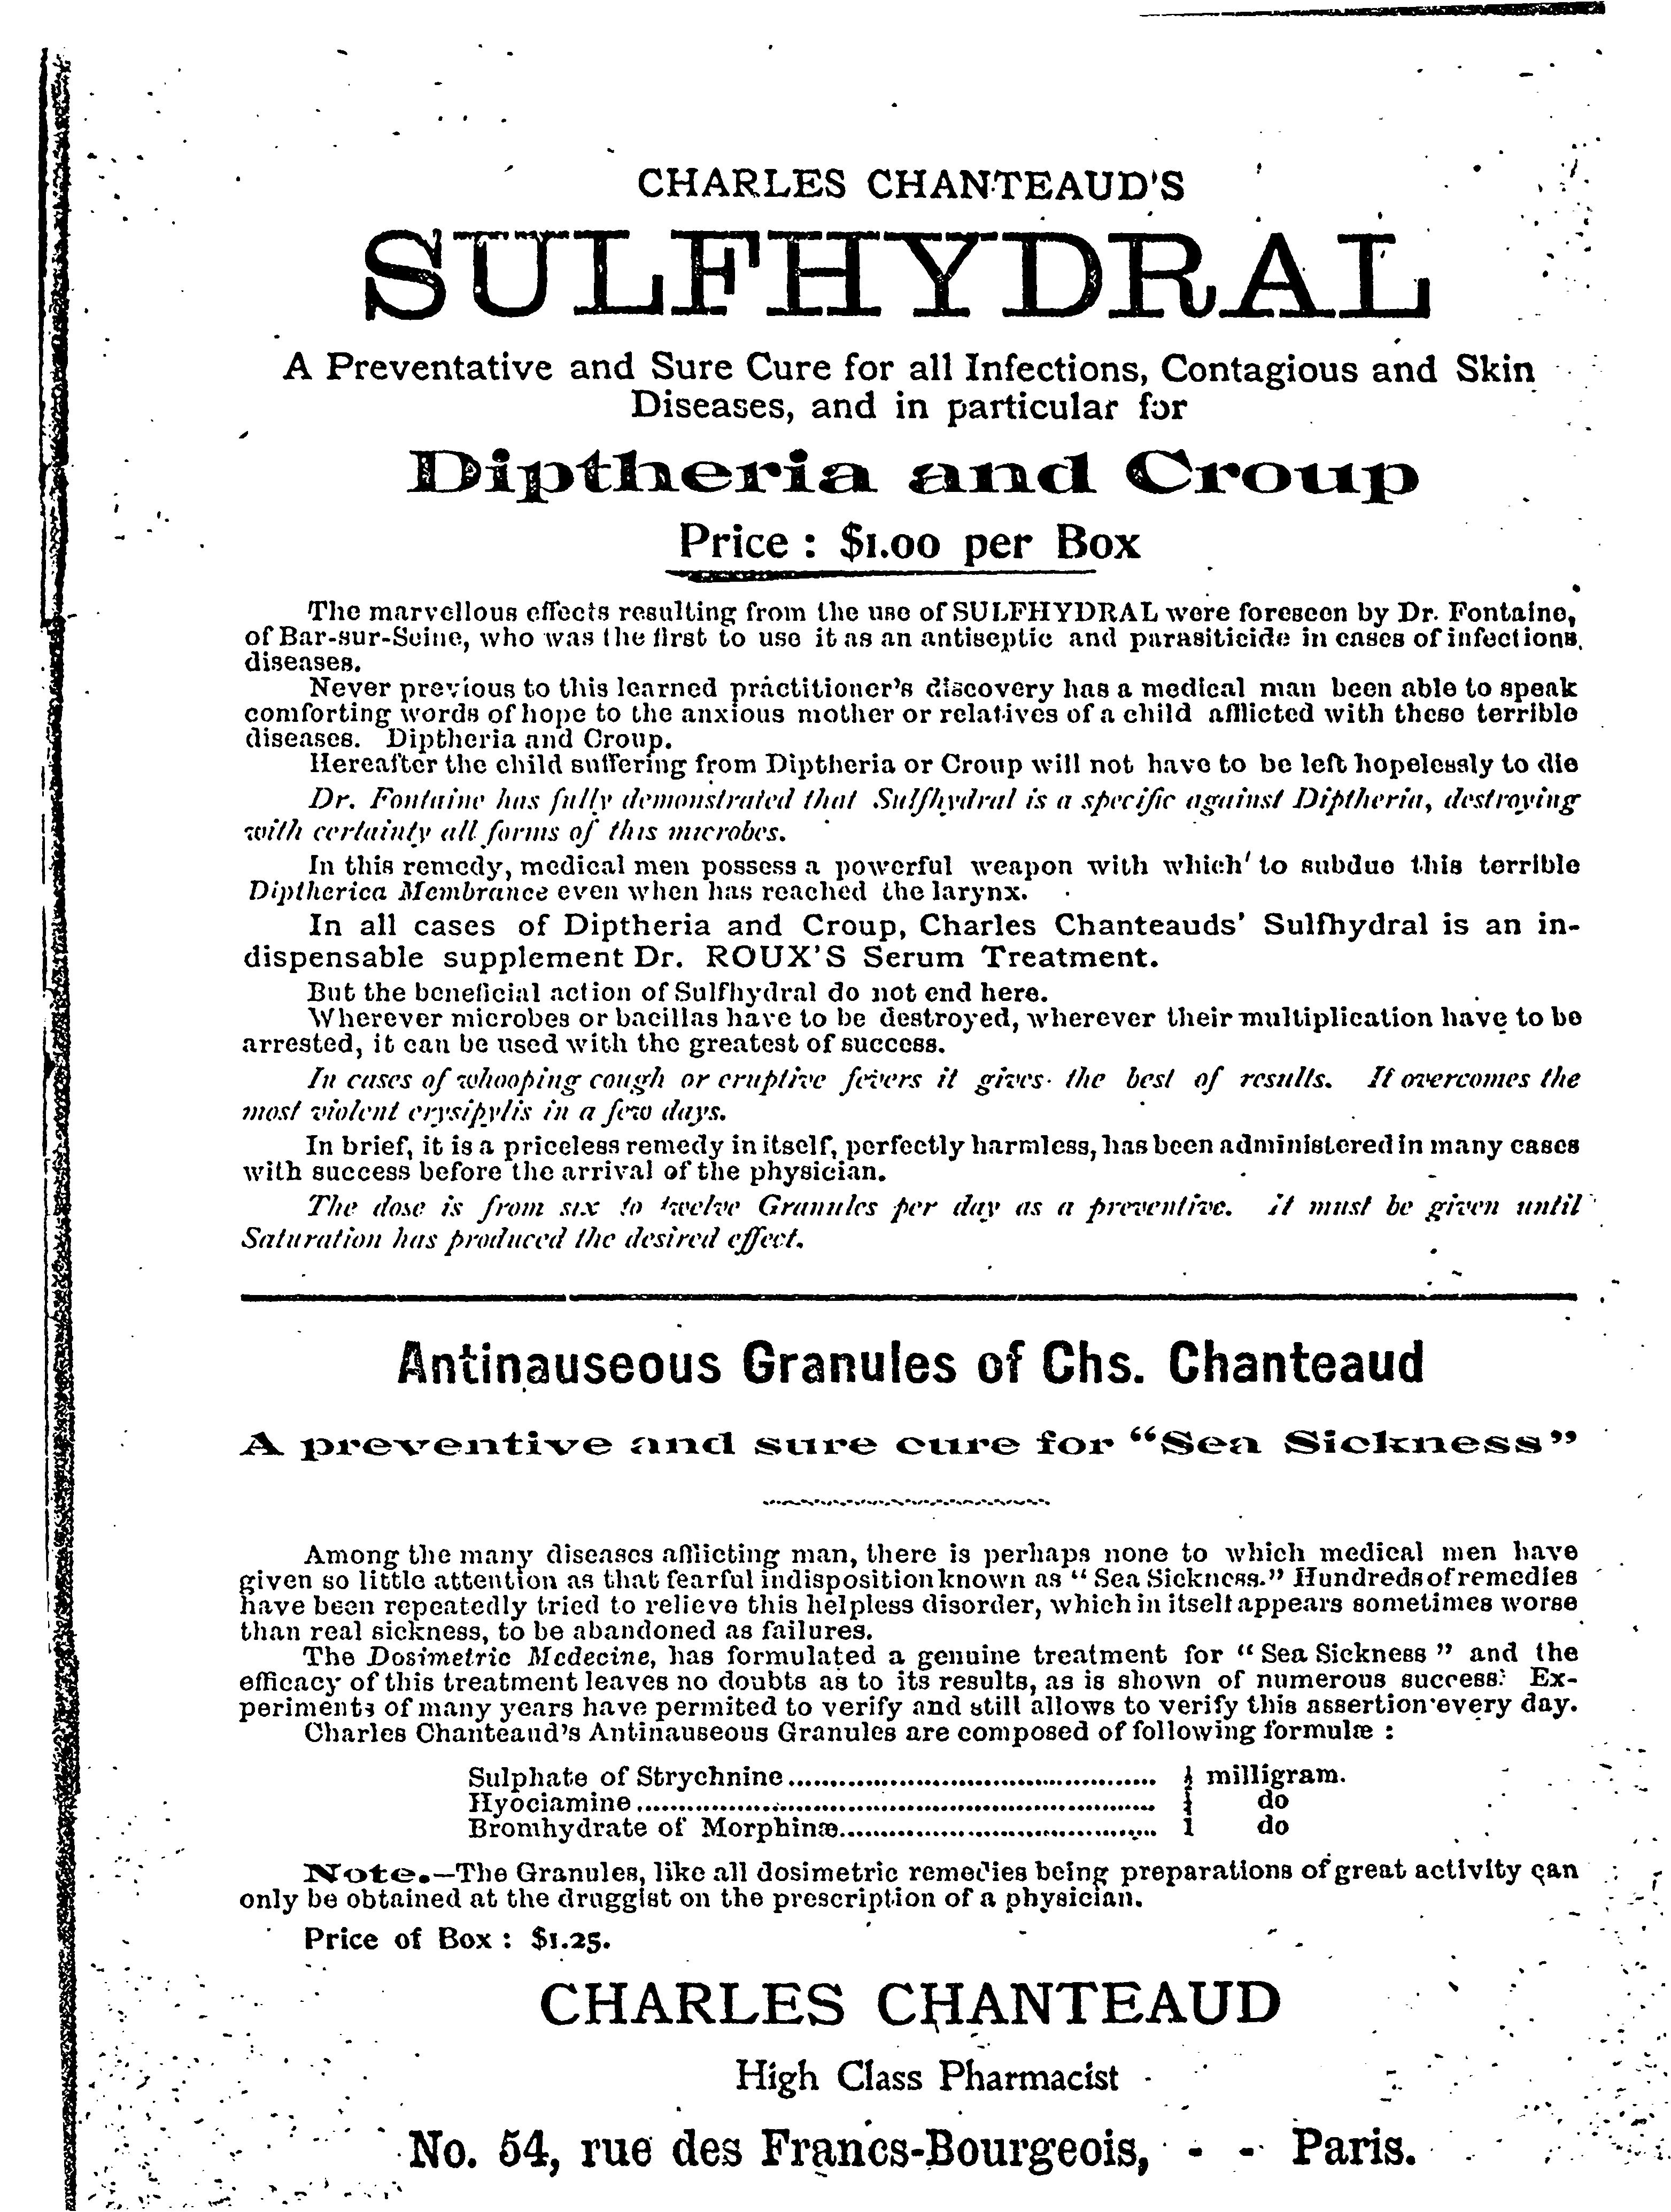 CHARLES CHANTEAUD'S
SULFHYDRAL
A Preventative and Sure Cure for all Infections, Contagious and Skin
Diseases, and in particular for
Diptheria and Croup
Price : $1.00 per Box
The marvellous effects resulting from the use of SULFHYDRAL were foreseen by Dr. Fontaine,
of Bar-sur-Seine, who was the first to use it as an antiseptic and parasiticide in cases of infections.
diseases.
Never previous to this learned practitioner's discovery has a medical man been able to speak
comforting words of hope to the anxious mother or relatives of a child afflicted with these terrible
diseases. Diptheria and Croup.
Hereafter the child suffering from Diptheria or Croup will not have to be left hopelessly to die
Dr. Fontaine has fully demonstrated that Sulfhydral is a specific against Diptheria, destroying
with certainty all forms of this microbes.
In this remedy, medical men possess a powerful weapon with which to subdue this terrible
Diptherica Membrance even when has reached the larynx.
In all cases of Diptheria and Croup, Charles Chanteauds' Sulfhydral is an in-
dispensable supplement Dr. ROUX'S Serum Treatment.
But the beneficial action of Sulfhydral do not end here.
Wherever microbes or bacillas have to be destroyed, wherever their multiplication have to be
arrested, it can be used with the greatest of success.
In cases of whooping cough or eruptive fevers it gives the best of results. It overcomes the
most violent erysipylis in a few days.
In brief, it is a priceless remedy in itself, perfectly harmless, has been administered in many cases
with success before the arrival of the physician.
The dose is from six to twelve Granules per day as a preventive. it must be given until
Saturation has produced the desired effect.
Antinauseous Granules of Chs. Chanteaud
A preventive and sure cure for "Sea Sickness"
Among the many diseases afflicting man, there is perhaps none to which medical men have
given so little attention as that fearful indisposition known as "Sea Sickness." Hundreds of remedies
have been repeatedly tried to relieve this helpless disorder, which in itself appears sometimes worse
than real sickness, to be abandoned as failures.
The Dosimetric Medecine, has formulated a genuine treatment for "Sea Sickness" and the
efficacy of this treatment leaves no doubts as to its results, as is shown of numerous success. Ex-
periments of many years have permited to verify and still allows to verify this assertion every day.
Charles Chanteaud's Antinauseous Granules are composed of following formulæ :
Sulphate of Strychnine........ milligram.
Hyociamine........ do
Bromhydrate of Morphinæ........ 1 do
Note.—The Granules, like all dosimetric remedies being preparations of great activity can
only be obtained at the druggist on the prescription of a physician.
Price of Box : $1.25.
CHARLES CHANTEAUD
High Class Pharmacist
No. 54, rue des Francs-Bourgeois, - - Paris.